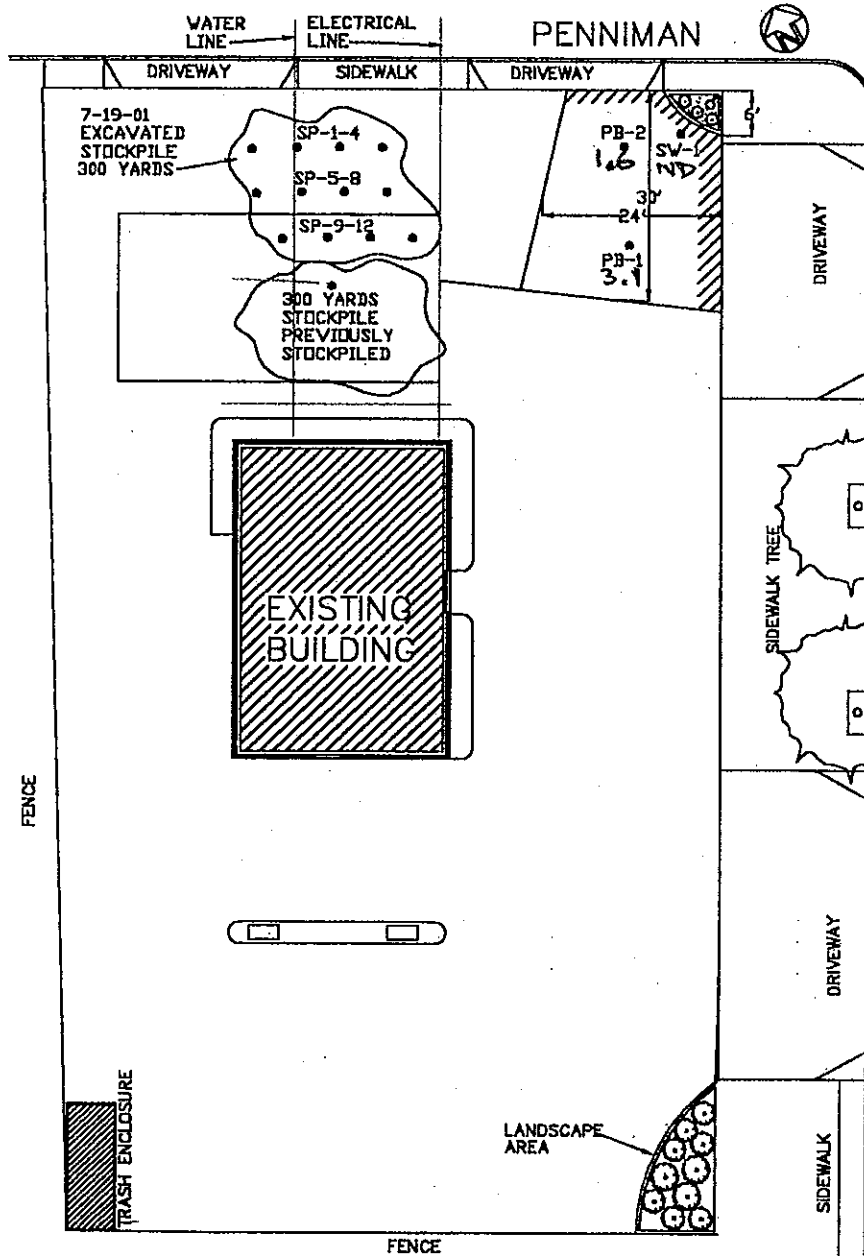 WATER LINE
ELECTRICAL LINE
PENNIMAN
N
DRIVEWAY
SIDEWALK
DRIVEWAY
7-19-01
EXCAVATED
STOCKPILE
300 YARDS
SP-1-4
SP-5-8
SP-9-12
PB-2
1.6
SW-1
ND
6'
30'
24'
PB-1
3.4
DRIVEWAY
300 YARDS
STOCKPILE
PREVIOUSLY
STOCKPILED
EXISTING
BUILDING
SIDEWALK TREE
FENCE
DRIVEWAY
TRASH ENCLOSURE
LANDSCAPE
AREA
SIDEWALK
FENCE